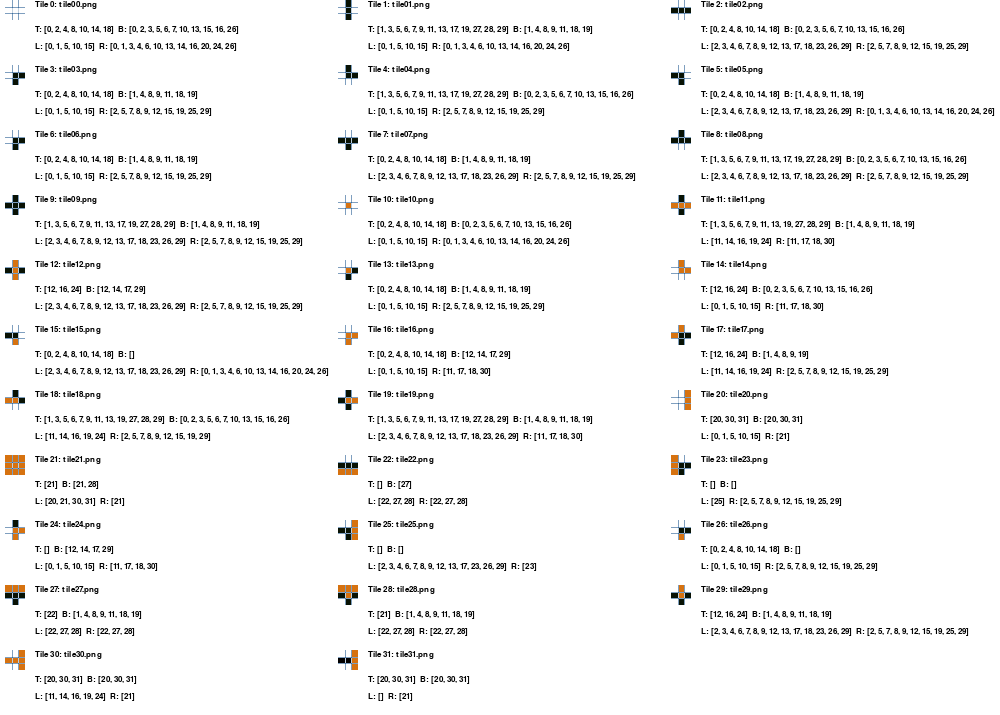 Tile 0: tile00.png
T: [0, 2, 4, 8, 10, 14, 18] B: [0, 2, 3, 5, 6, 7, 10, 13, 15, 16, 26]
L: [0, 1, 5, 10, 15] R: [0, 1, 3, 4, 6, 10, 13, 14, 16, 20, 24, 26]
Tile 1: tile01.png
T: [1, 3, 5, 6, 7, 9, 11, 13, 17, 19, 27, 28, 29] B: [1, 4, 8, 9, 11, 18, 19]
L: [0, 1, 5, 10, 15] R: [0, 1, 3, 4, 6, 10, 13, 14, 16, 20, 24, 26]
Tile 2: tile02.png
T: [0, 2, 4, 8, 10, 14, 18] B: [0, 2, 3, 5, 6, 7, 10, 13, 15, 16, 26]
L: [2, 3, 4, 6, 7, 8, 9, 12, 13, 17, 18, 23, 26, 29] R: [2, 5, 7, 8, 9, 12, 15, 19, 25, 29]
Tile 3: tile03.png
T: [0, 2, 4, 8, 10, 14, 18] B: [1, 4, 8, 9, 11, 18, 19]
L: [0, 1, 5, 10, 15] R: [2, 5, 7, 8, 9, 12, 15, 19, 25, 29]
Tile 4: tile04.png
T: [1, 3, 5, 6, 7, 9, 11, 13, 17, 19, 27, 28, 29] B: [0, 2, 3, 5, 6, 7, 10, 13, 15, 16, 26]
L: [0, 1, 5, 10, 15] R: [2, 5, 7, 8, 9, 12, 15, 19, 25, 29]
Tile 5: tile05.png
T: [0, 2, 4, 8, 10, 14, 18] B: [1, 4, 8, 9, 11, 18, 19]
L: [2, 3, 4, 6, 7, 8, 9, 12, 13, 17, 18, 23, 26, 29] R: [0, 1, 3, 4, 6, 10, 13, 14, 16, 20, 24, 26]
Tile 6: tile06.png
T: [0, 2, 4, 8, 10, 14, 18] B: [1, 4, 8, 9, 11, 18, 19]
L: [0, 1, 5, 10, 15] R: [2, 5, 7, 8, 9, 12, 15, 19, 25, 29]
Tile 7: tile07.png
T: [0, 2, 4, 8, 10, 14, 18] B: [1, 4, 8, 9, 11, 18, 19]
L: [2, 3, 4, 6, 7, 8, 9, 12, 13, 17, 18, 23, 26, 29] R: [2, 5, 7, 8, 9, 12, 15, 19, 25, 29]
Tile 8: tile08.png
T: [1, 3, 5, 6, 7, 9, 11, 13, 17, 19, 27, 28, 29] B: [0, 2, 3, 5, 6, 7, 10, 13, 15, 16, 26]
L: [2, 3, 4, 6, 7, 8, 9, 12, 13, 17, 18, 23, 26, 29] R: [2, 5, 7, 8, 9, 12, 15, 19, 25, 29]
Tile 9: tile09.png
T: [1, 3, 5, 6, 7, 9, 11, 13, 17, 19, 27, 28, 29] B: [1, 4, 8, 9, 11, 18, 19]
L: [2, 3, 4, 6, 7, 8, 9, 12, 13, 17, 18, 23, 26, 29] R: [2, 5, 7, 8, 9, 12, 15, 19, 25, 29]
Tile 10: tile10.png
T: [0, 2, 4, 8, 10, 14, 18] B: [0, 2, 3, 5, 6, 7, 10, 13, 15, 16, 26]
L: [0, 1, 5, 10, 15] R: [0, 1, 3, 4, 6, 10, 13, 14, 16, 20, 24, 26]
Tile 11: tile11.png
T: [1, 3, 5, 6, 7, 9, 11, 13, 19, 27, 28, 29] B: [1, 4, 8, 9, 11, 18, 19]
L: [11, 14, 16, 19, 24] R: [11, 17, 18, 30]
Tile 12: tile12.png
T: [12, 16, 24] B: [12, 14, 17, 29]
L: [2, 3, 4, 6, 7, 8, 9, 12, 13, 17, 18, 23, 26, 29] R: [2, 5, 7, 8, 9, 12, 15, 19, 25, 29]
Tile 13: tile13.png
T: [0, 2, 4, 8, 10, 14, 18] B: [1, 4, 8, 9, 11, 18, 19]
L: [0, 1, 5, 10, 15] R: [2, 5, 7, 8, 9, 12, 15, 19, 25, 29]
Tile 14: tile14.png
T: [12, 16, 24] B: [0, 2, 3, 5, 6, 7, 10, 13, 15, 16, 26]
L: [0, 1, 5, 10, 15] R: [11, 17, 18, 30]
Tile 15: tile15.png
T: [0, 2, 4, 8, 10, 14, 18] B: []
L: [2, 3, 4, 6, 7, 8, 9, 12, 13, 17, 18, 23, 26, 29] R: [0, 1, 3, 4, 6, 10, 13, 14, 16, 20, 24, 26]
Tile 16: tile16.png
T: [0, 2, 4, 8, 10, 14, 18] B: [12, 14, 17, 29]
L: [0, 1, 5, 10, 15] R: [11, 17, 18, 30]
Tile 17: tile17.png
T: [12, 16, 24] B: [1, 4, 8, 9, 19]
L: [11, 14, 16, 19, 24] R: [2, 5, 7, 8, 9, 12, 15, 19, 25, 29]
Tile 18: tile18.png
T: [1, 3, 5, 6, 7, 9, 11, 13, 19, 27, 28, 29] B: [0, 2, 3, 5, 6, 7, 10, 13, 15, 16, 26]
L: [11, 14, 16, 19, 24] R: [2, 5, 7, 8, 9, 12, 15, 19, 29]
Tile 19: tile19.png
T: [1, 3, 5, 6, 7, 9, 11, 13, 17, 19, 27, 28, 29] B: [1, 4, 8, 9, 11, 18, 19]
L: [2, 3, 4, 6, 7, 8, 9, 12, 13, 17, 18, 23, 26, 29] R: [11, 17, 18, 30]
Tile 20: tile20.png
T: [20, 30, 31] B: [20, 30, 31]
L: [0, 1, 5, 10, 15] R: [21]
Tile 21: tile21.png
T: [21] B: [21, 28]
L: [20, 21, 30, 31] R: [21]
Tile 22: tile22.png
T: [] B: [27]
L: [22, 27, 28] R: [22, 27, 28]
Tile 23: tile23.png
T: [] B: []
L: [25] R: [2, 5, 7, 8, 9, 12, 15, 19, 25, 29]
Tile 24: tile24.png
T: [] B: [12, 14, 17, 29]
L: [0, 1, 5, 10, 15] R: [11, 17, 18, 30]
Tile 25: tile25.png
T: [] B: []
L: [2, 3, 4, 6, 7, 8, 9, 12, 13, 17, 23, 26, 29] R: [23]
Tile 26: tile26.png
T: [0, 2, 4, 8, 10, 14, 18] B: []
L: [0, 1, 5, 10, 15] R: [2, 5, 7, 8, 9, 12, 15, 19, 25, 29]
Tile 27: tile27.png
T: [22] B: [1, 4, 8, 9, 11, 18, 19]
L: [22, 27, 28] R: [22, 27, 28]
Tile 28: tile28.png
T: [21] B: [1, 4, 8, 9, 11, 18, 19]
L: [22, 27, 28] R: [22, 27, 28]
Tile 29: tile29.png
T: [12, 16, 24] B: [1, 4, 8, 9, 11, 18, 19]
L: [2, 3, 4, 6, 7, 8, 9, 12, 13, 17, 18, 23, 26, 29] R: [2, 5, 7, 8, 9, 12, 15, 19, 25, 29]
Tile 30: tile30.png
T: [20, 30, 31] B: [20, 30, 31]
L: [11, 14, 16, 19, 24] R: [21]
Tile 31: tile31.png
T: [20, 30, 31] B: [20, 30, 31]
L: [] R: [21]